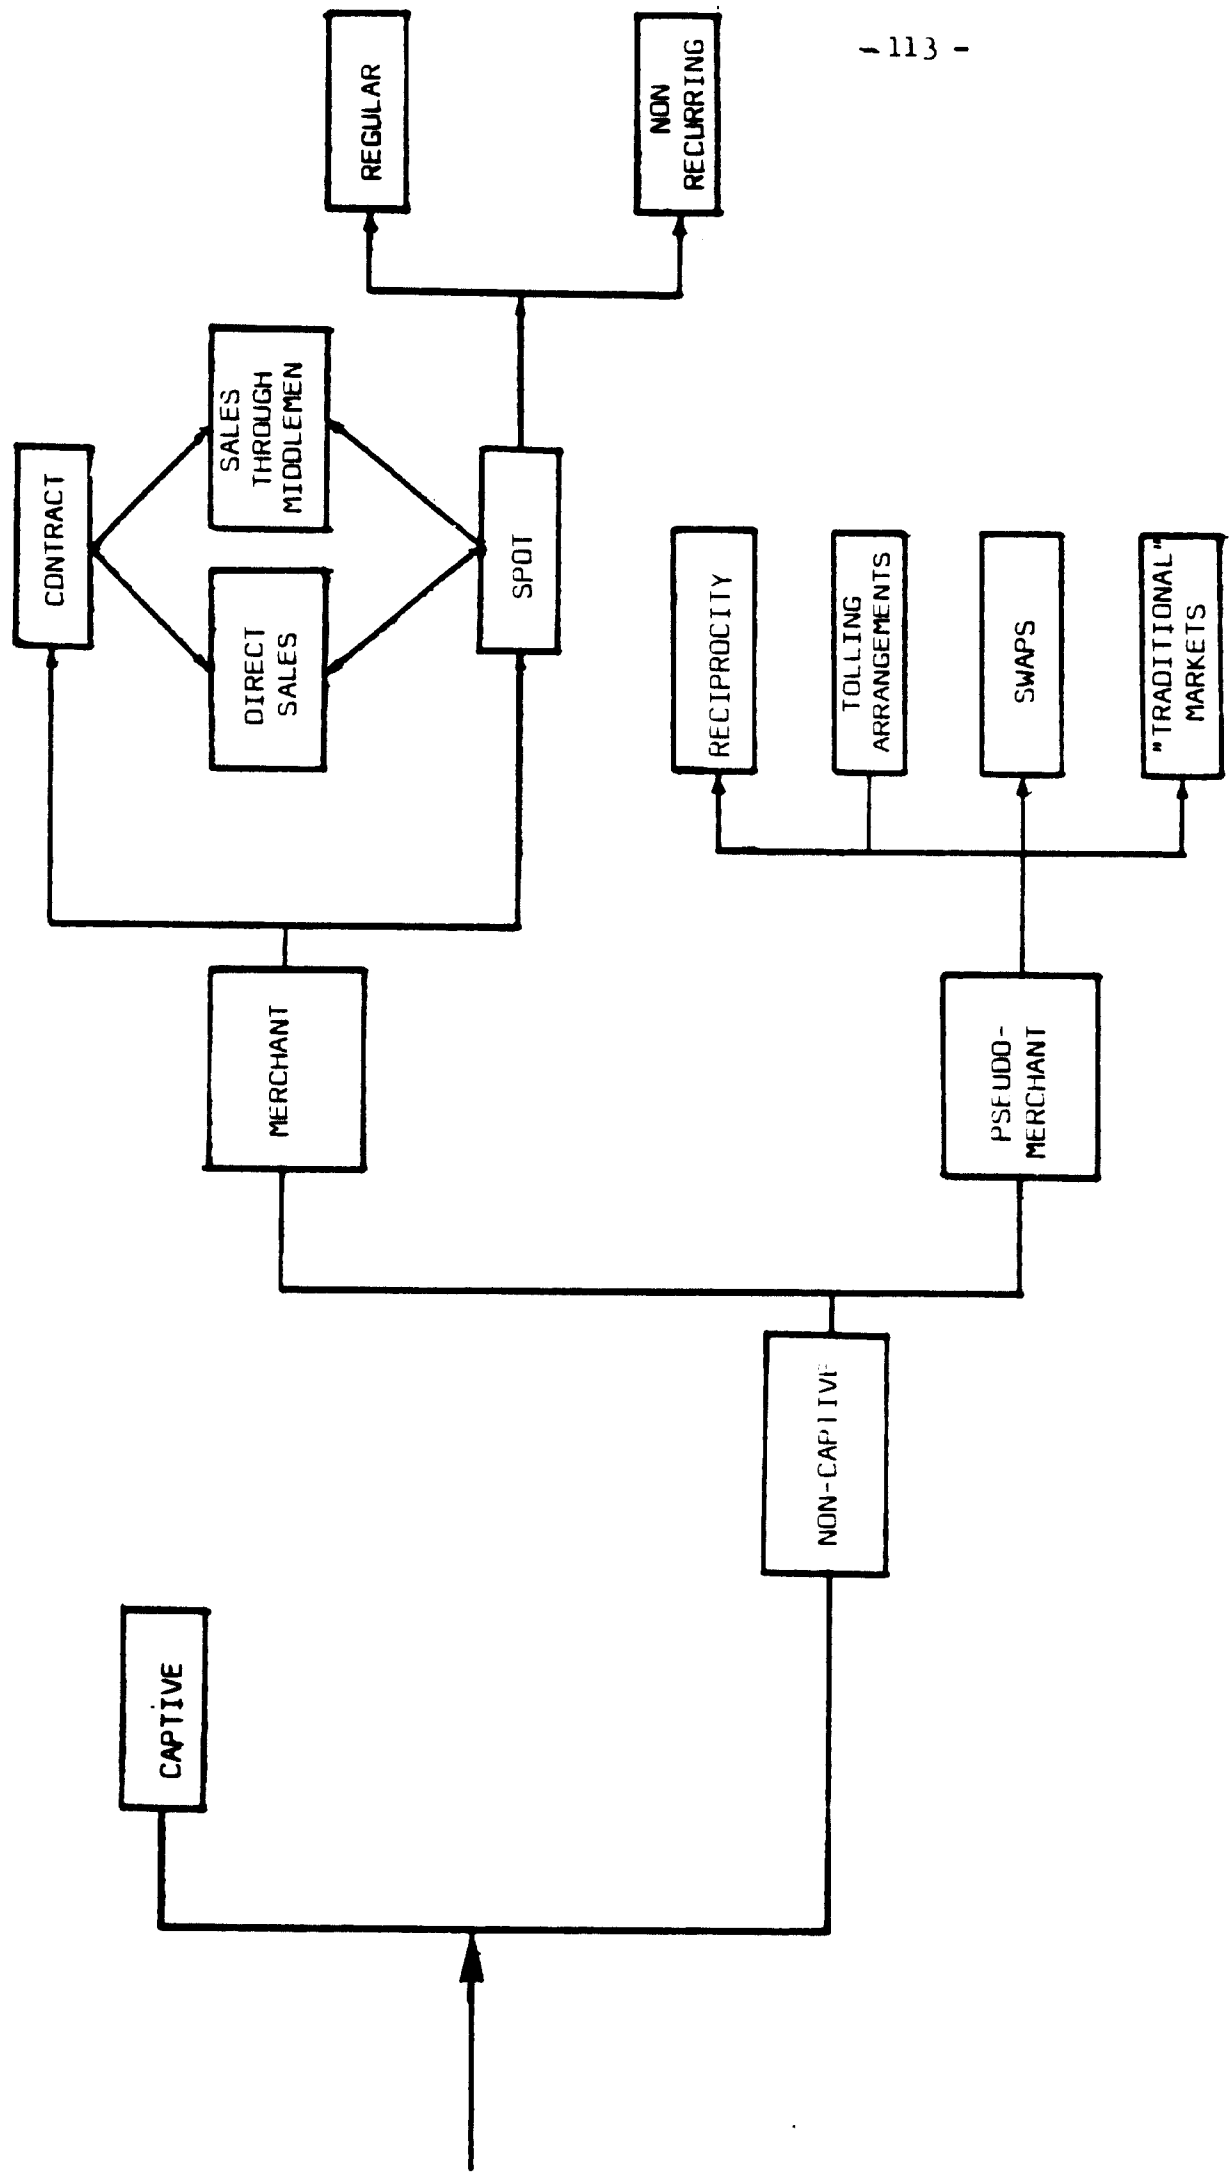 - 113 -
CAPTIVE
NON-CAPTIVE
MERCHANT
PSEUDO-
MERCHANT
CONTRACT
DIRECT
SALES
SALES
THROUGH
MIDDLEMEN
SPOT
REGULAR
NON
RECURRING
RECIPROCITY
TOLLING
ARRANGEMENTS
SWAPS
"TRADITIONAL"
MARKETS